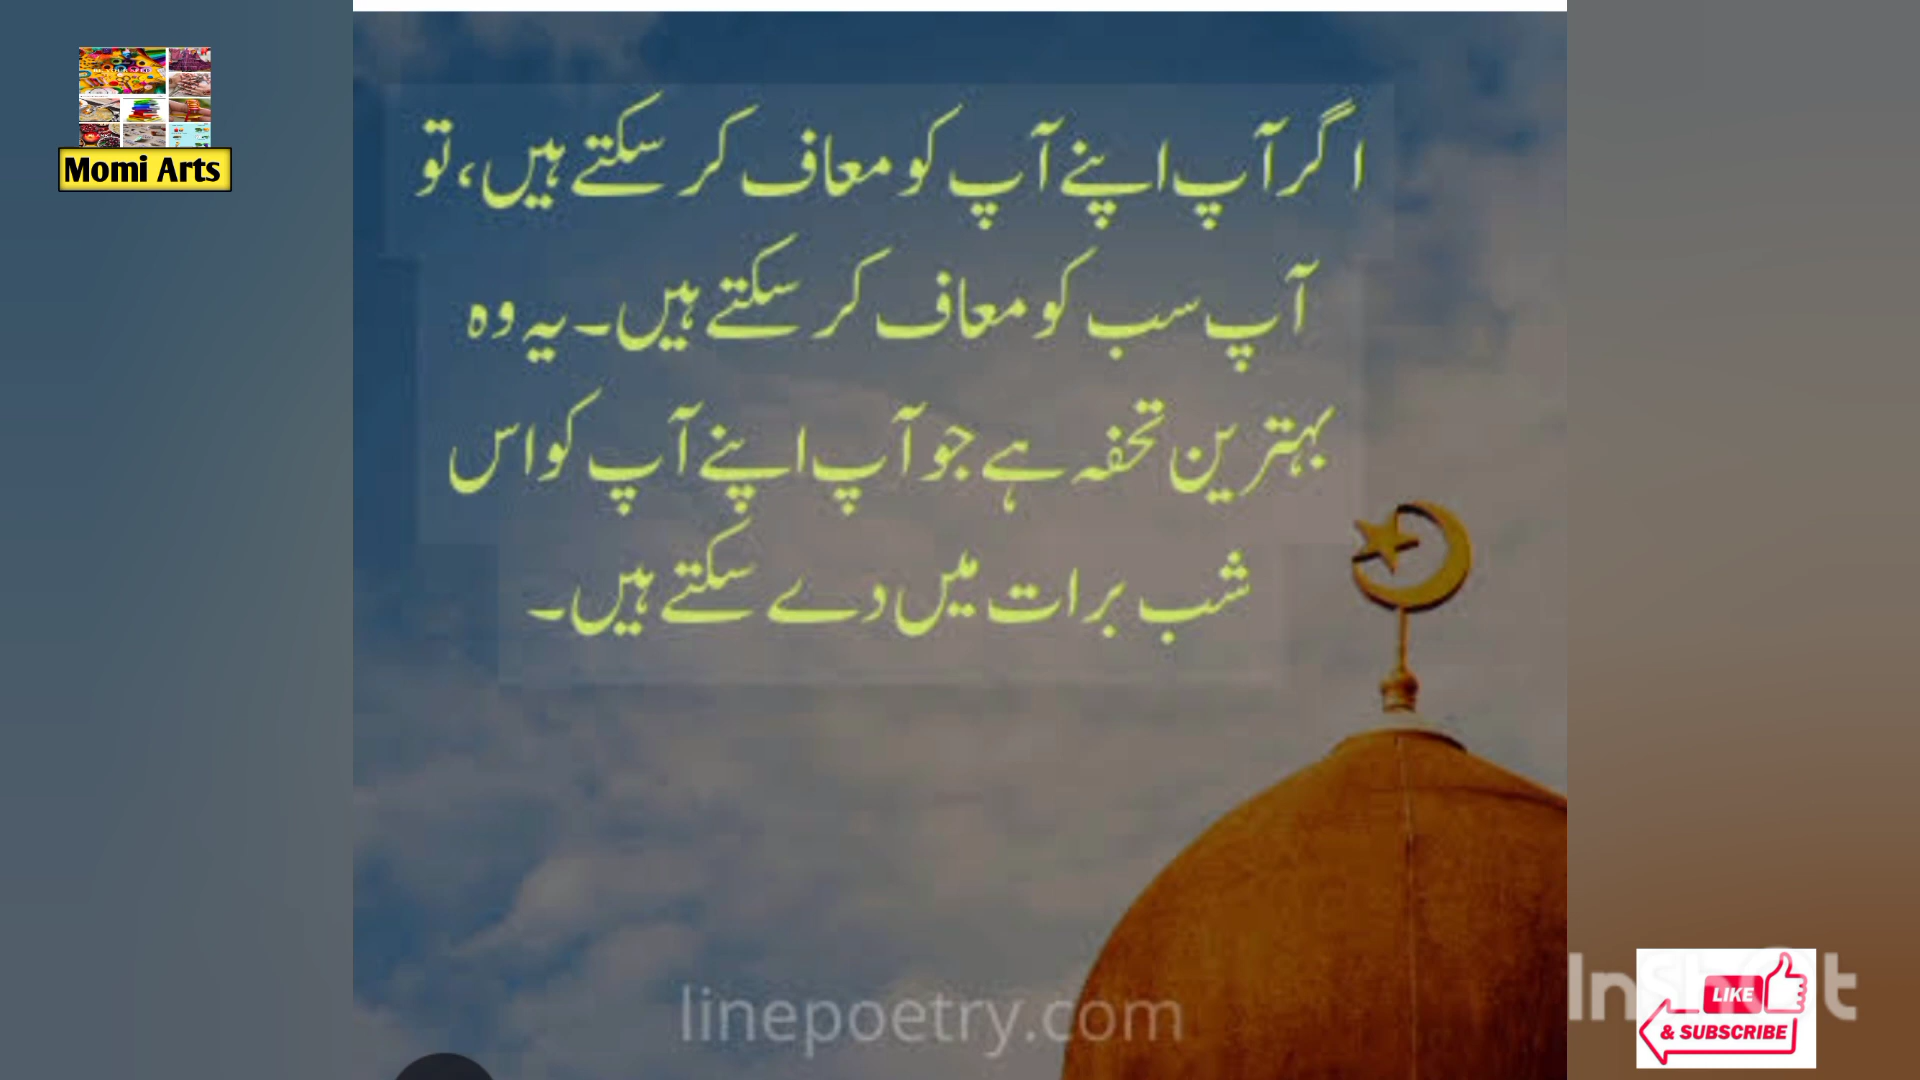 Momi Arts
اگر آپ اپنے آپ کو معاف کر سکتے ہیں، تو
آپ سب کو معاف کر سکتے ہیں۔ یہ وہ
بہترین تحفہ ہے جو آپ اپنے آپ کو اس
شب برات میں دے سکتے ہیں۔
linepoetry.com
InShot
LIKE
& SUBSCRIBE